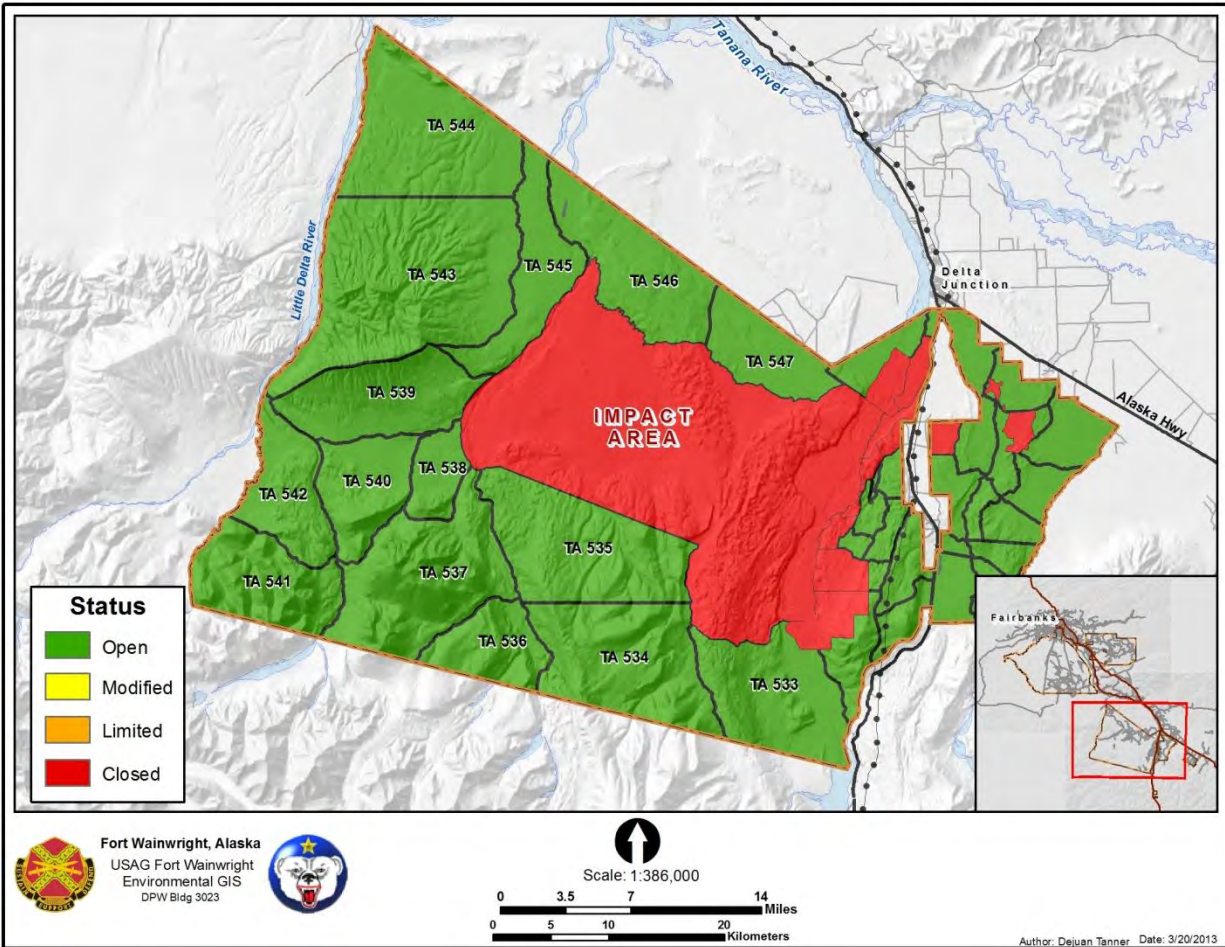 Tanana River
TA 544
Little Delta River
TA 543
TA 545
TA 546
Delta
Junction
TA 547
TA 539
Alaska Hwy
IMPACT
AREA
TA 538
TA 540
TA 542
TA 535
TA 537
TA 541
TA 536
TA 534
TA 533
Status
Open
Modified
Limited
Closed
Fairbanks
Fort Wainwright, Alaska
USAG Fort Wainwright
Environmental GIS
DPW Bldg 3023
SUPPORT
DEFEND
Scale: 1:386,000
0 3.5 7 14
Miles
0 5 10 20
Kilometers
Author: Dejuan Tanner Date: 3/20/2013